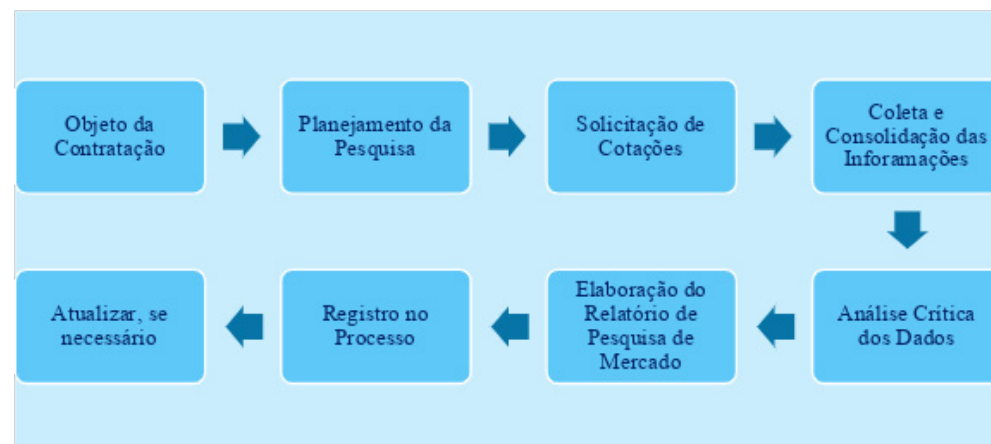 Objeto da
Contratação
Planejamento da
Pesquisa
Solicitação de
Cotações
Coleta e
Consolidação das
Inforamações
Análise Crítica
dos Dados
Elaboração do
Relatório de
Pesquisa de
Mercado
Registro no
Processo
Atualizar, se
necessário